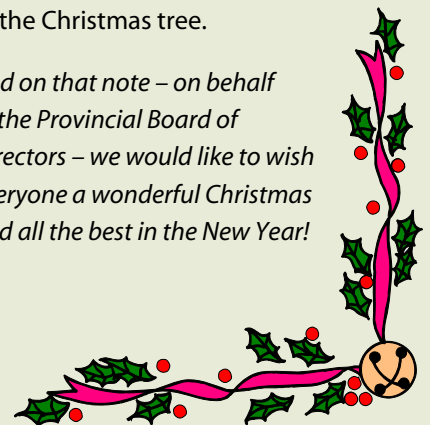 the Christmas tree.
d on that note – on behalf
the Provincial Board of
rectors – we would like to wish
eryone a wonderful Christmas
d all the best in the New Year!